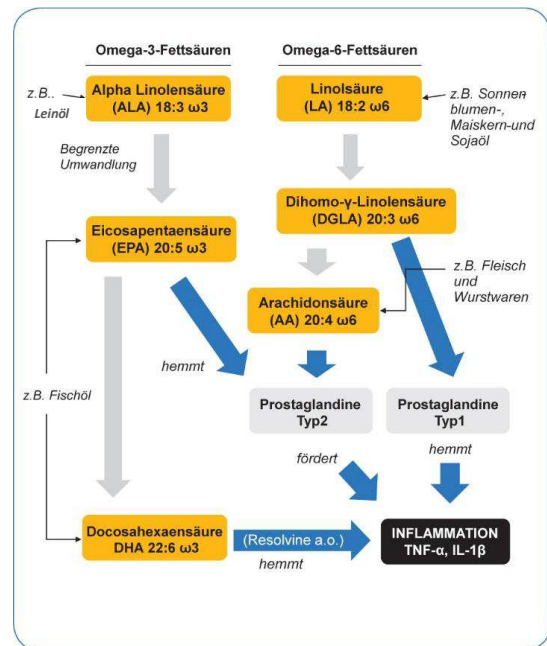 Omega-3-Fettsäuren
Omega-6-Fettsäuren
z.B..
Leinöl
Alpha Linolensäure
(ALA) 18:3 ω3
Linolsäure
(LA) 18:2 ω6
z.B. Sonnen-
blumen-,
Maiskern-und
Sojaöl
Begrenzte
Umwandlung
Dihomo-γ-Linolensäure
(DGLA) 20:3 ω6
Eicosapentaensäure
(EPA) 20:5 ω3
z.B. Fleisch
und
Wurstwaren
Arachidonsäure
(AA) 20:4 ω6
hemmt
z.B. Fischöl
Prostaglandine
Typ2
Prostaglandine
Typ1
fördert
hemmt
Docosahexaensäure
DHA 22:6 ω3
(Resolvine a.o.)
hemmt
INFLAMMATION
TNF-α, IL-1β